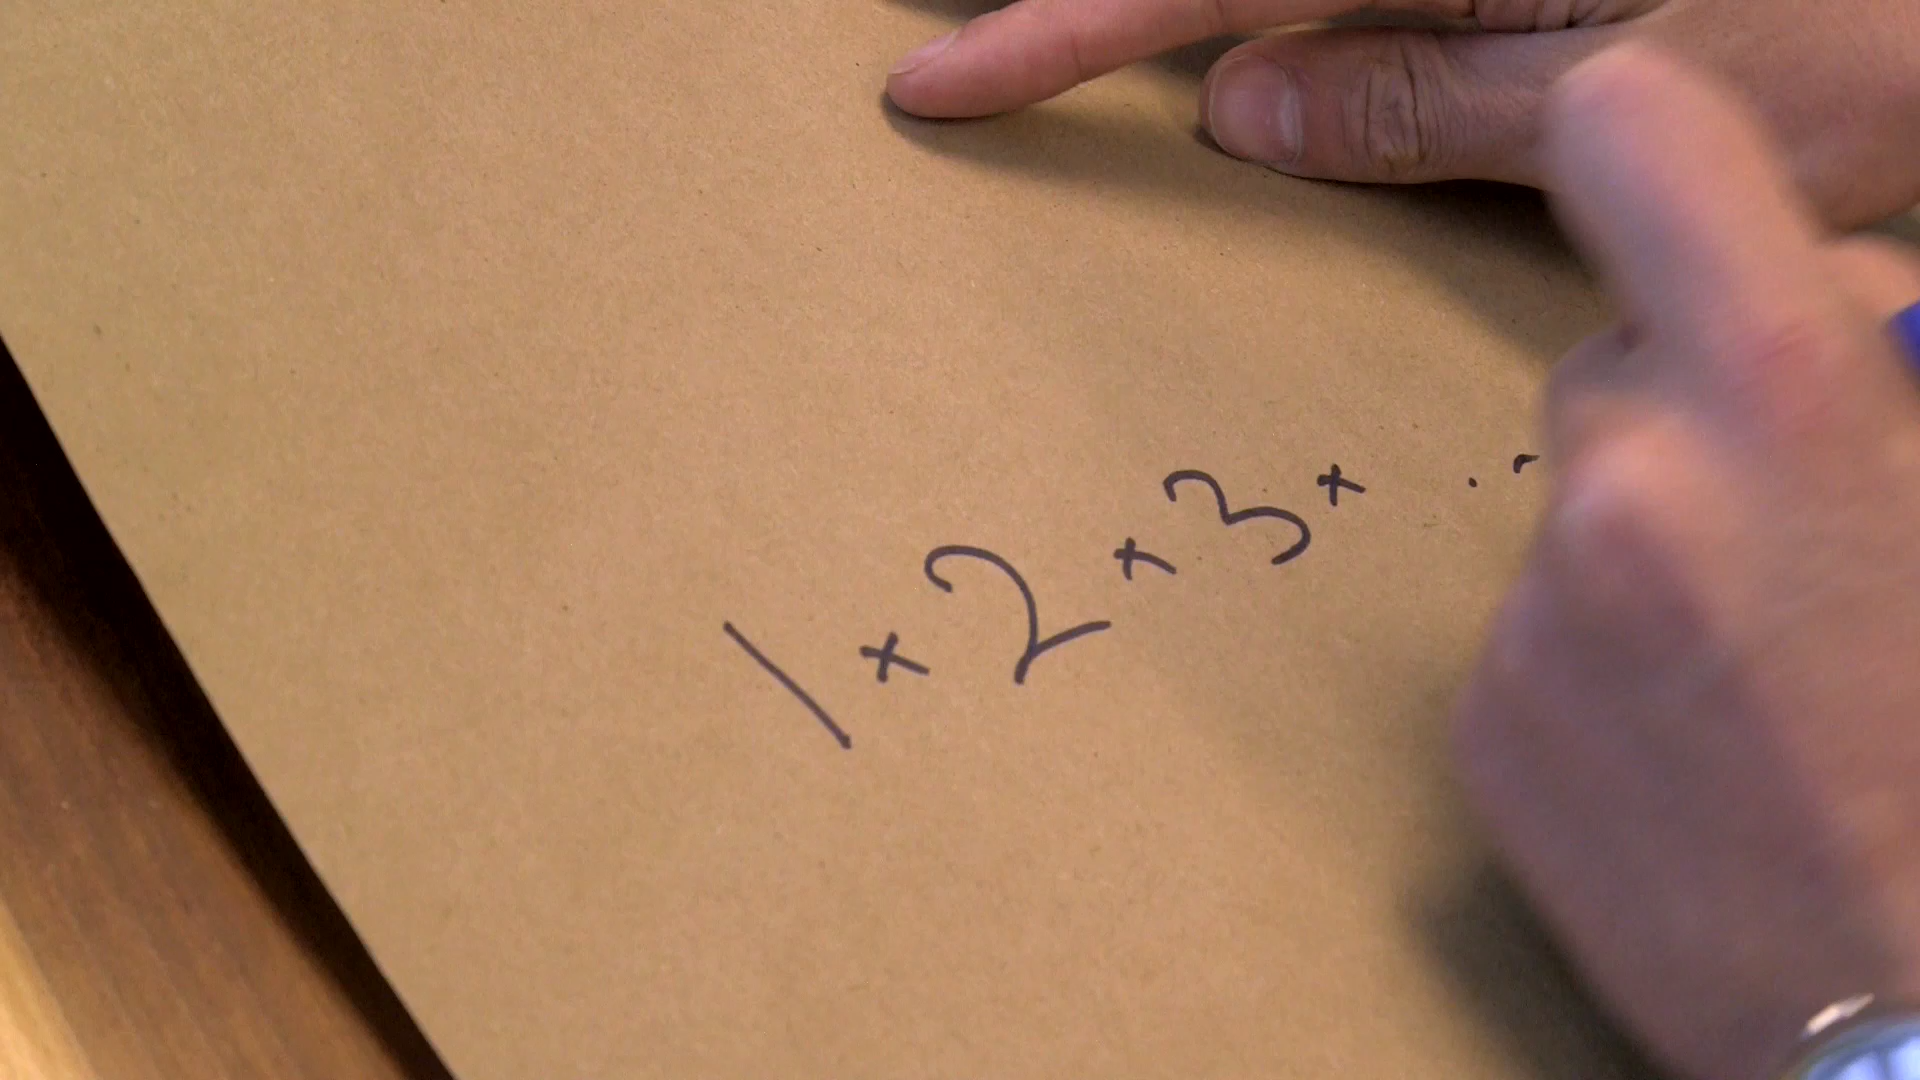 1 × 2 × 3 × ..